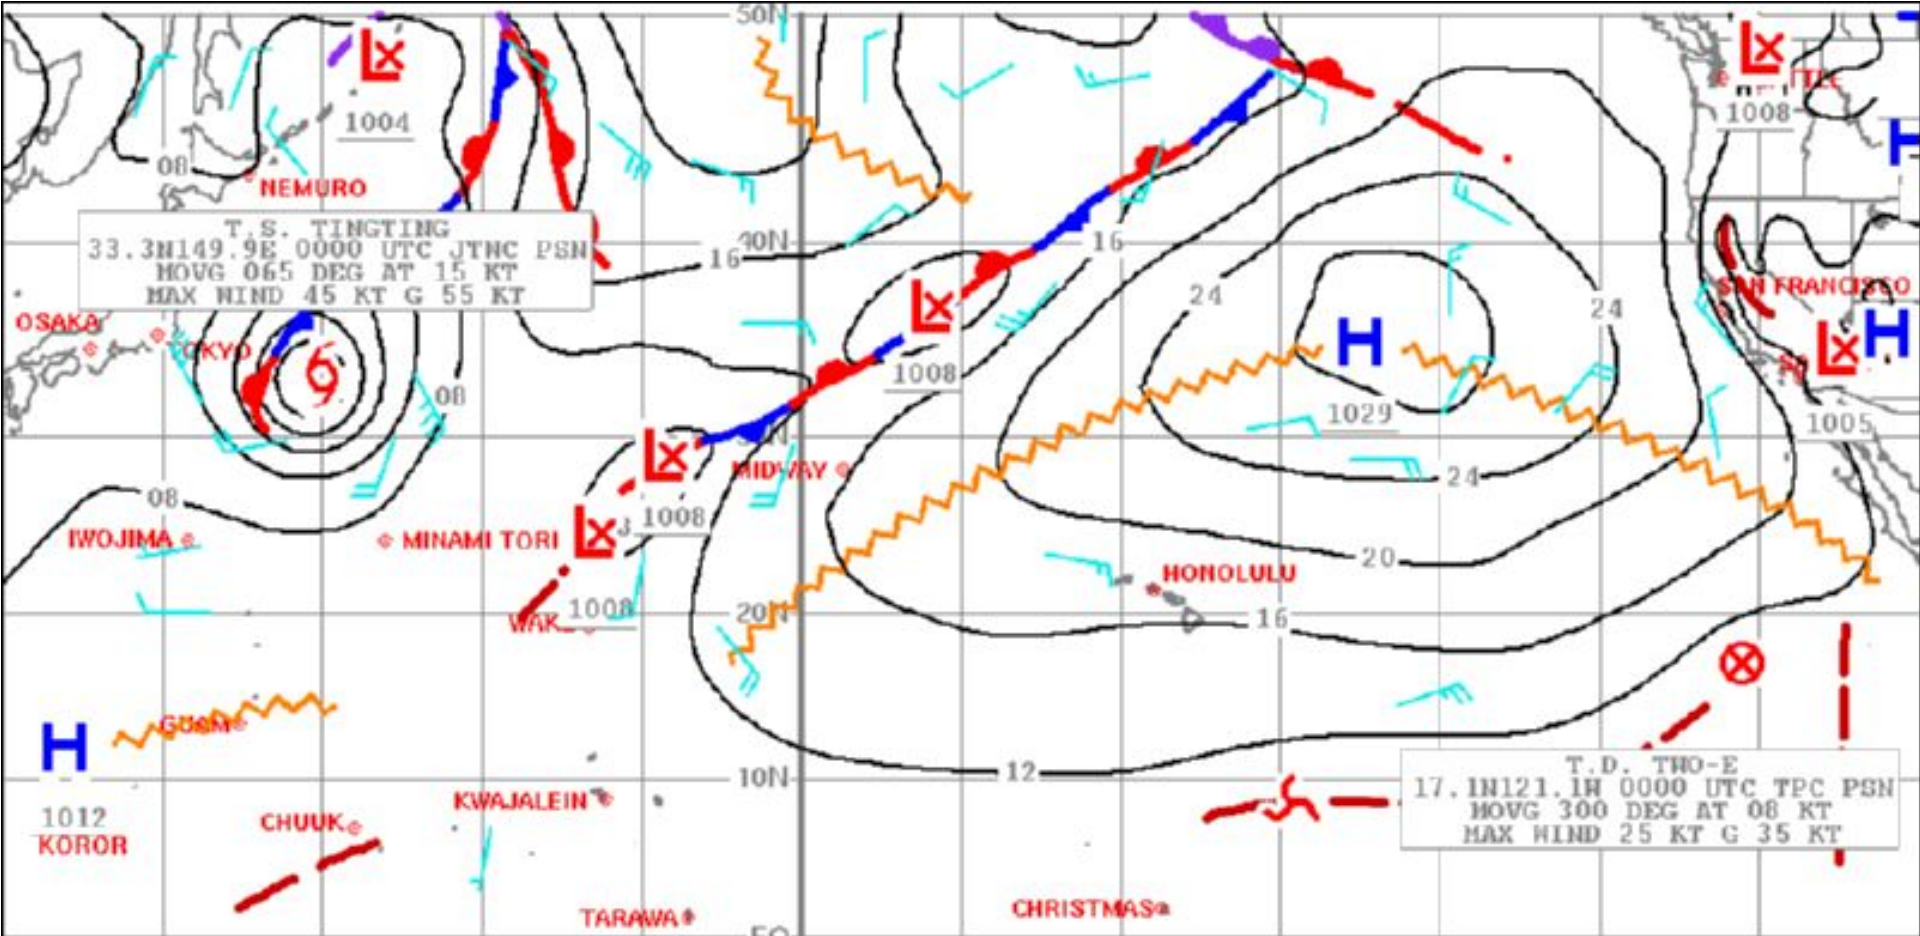 50N
1004
1008
08
NEMURO
T.S. TINGTING
33.3N149.9E 0000 UTC JTWC PSN
MOVG 065 DEG AT 15 KT
MAX WIND 45 KT G 55 KT
40N
16
16
24
24
SAN FRANCISCO
H
H
OSAKA
TOKYO
08
1008
H
1029
1005
MIDWAY
24
08
1008
IWOJIMA
MINAMI TORI
20
HONOLULU
1008
20N
16
GUAM
H
12
10N
T.D. TWO-E
17.1N121.1W 0000 UTC TPC PSN
MOVG 300 DEG AT 08 KT
MAX WIND 25 KT G 35 KT
KWAJALEIN
1012
CHUUK
KOROR
TARAWA
CHRISTMAS